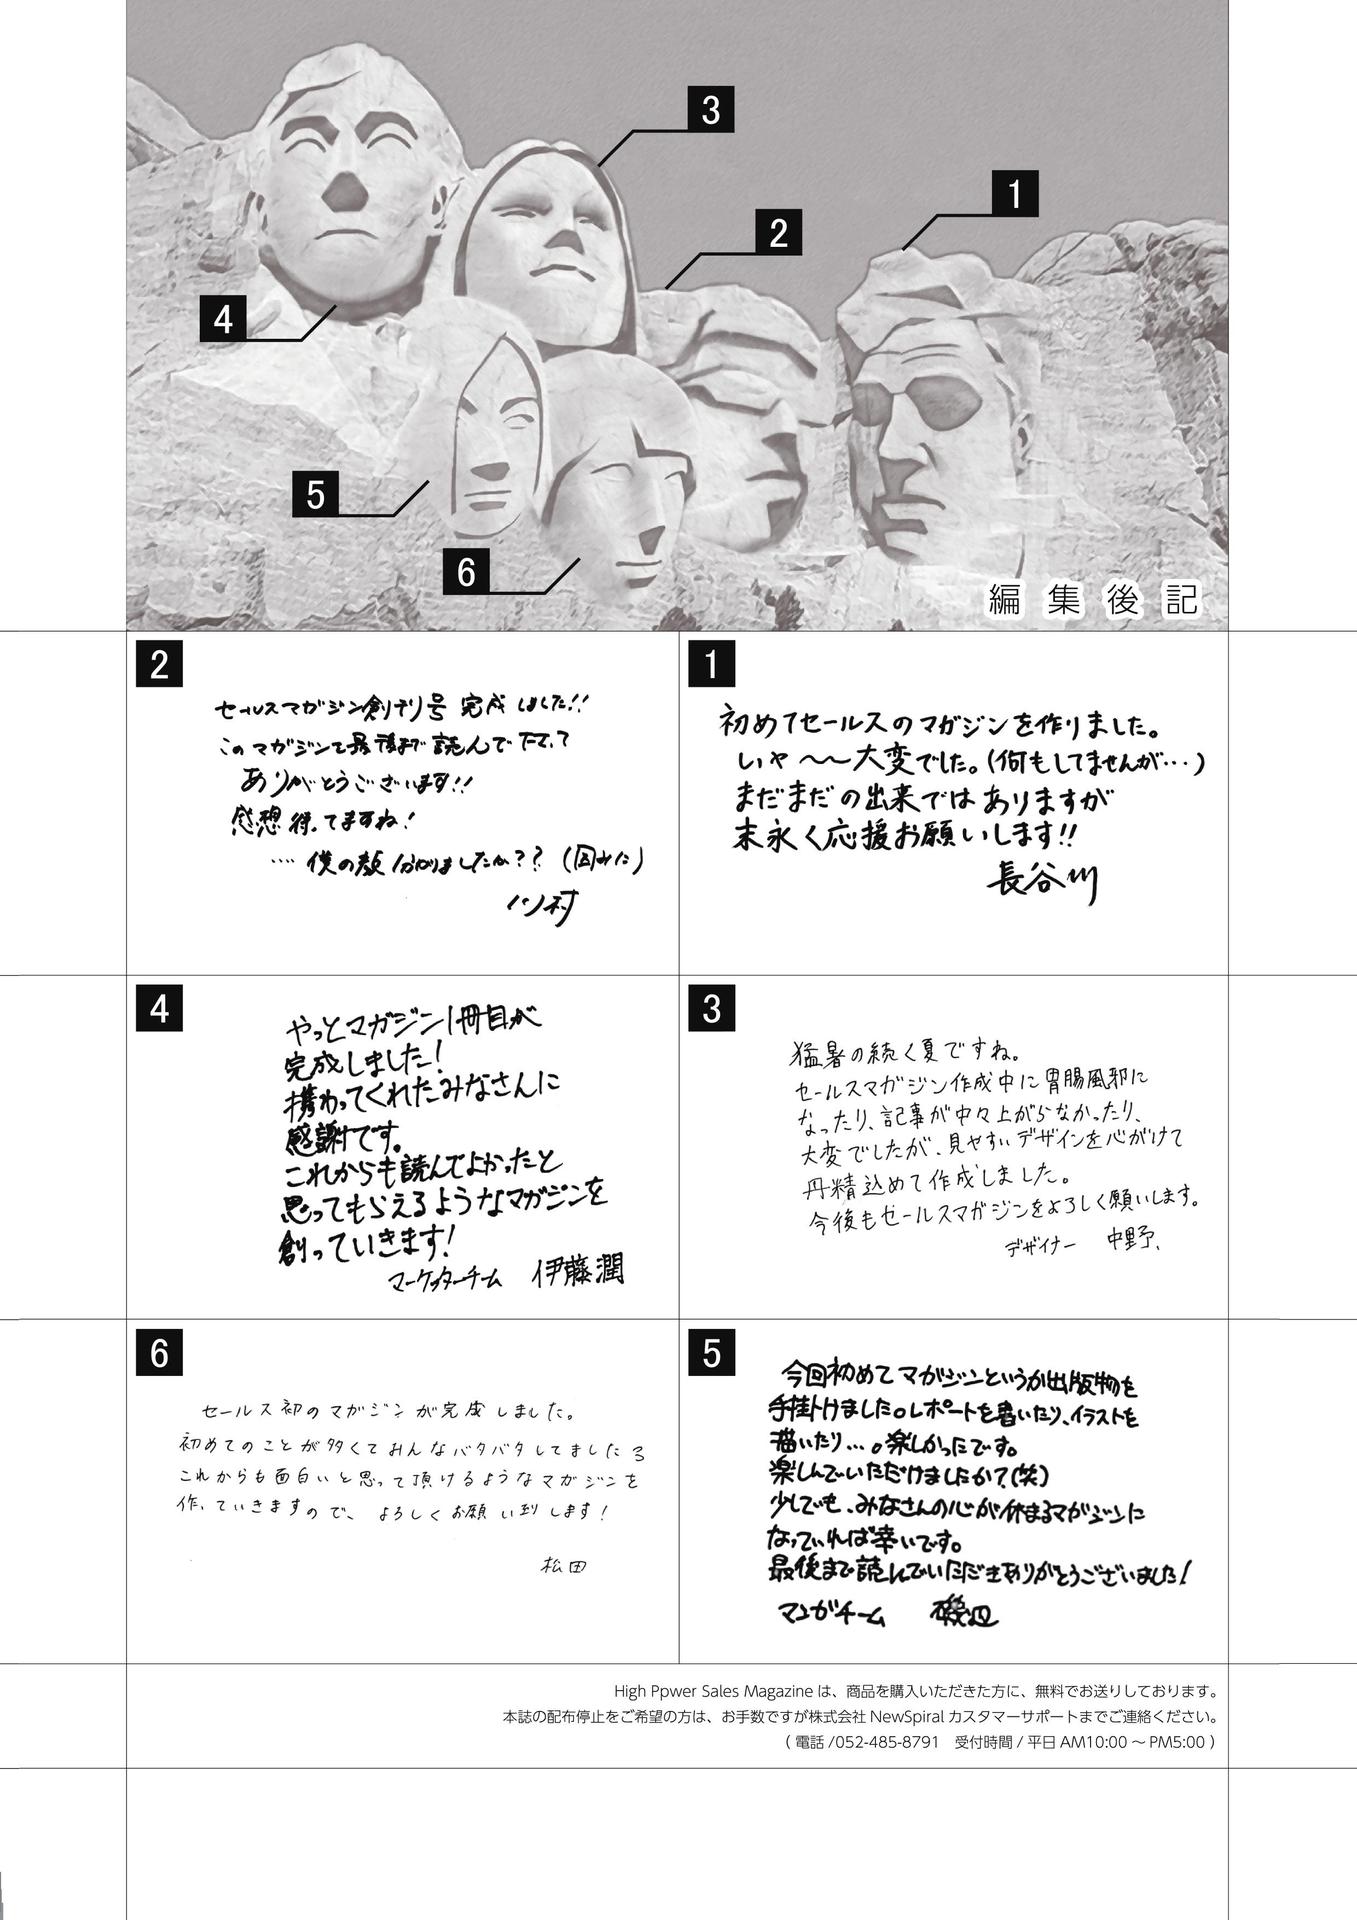 3
1
2
4
5
6
編集後記
2
セールスマガジン創刊号 完成しました!!
このマガジンを最後まで読んで下さって
ありがとうございます!!
感想待ってますね!
‥‥僕の顔分かりましたか??(図みた)
川村
1
初めてセールスのマガジンを作りました。
いや〜〜大変でした。(何もしてませんが…)
まだまだの出来ではありますが
末永く応援お願いします!!
長谷川
4
やっとマガジン1冊目が
完成しました!
携わってくれたみなさんに
感謝です。
これからも読んでよかったと
思ってもらえるようなマガジンを
創っていきます!
マーケッターチーム 伊藤潤
3
猛暑の続く夏ですね。
セールスマガジン作成中に胃腸風邪に
なったり、記事が中々上がらなかったり、
大変でしたが、見やすいデザインを心がけて
丹精込めて作成しました。
今後もセールスマガジンをよろしく願いします。
デザイナー 中野、
6
セールス初のマガジンが完成しました。
初めてのことが多くてみんなバタバタしてました ろ
これからも面白いと思って頂けるようなマガジンを
作っていきますので、よろしくお願い致します!
松田
5
今回初めてマガジンというか出版物を
手掛けました。レポートを書いたり、イラストを
描いたり…。楽しかったです。
楽しんでいただけましたか?(笑)
少しでも、みなさんの心が休まるマガジンに
なっていれば幸いです。
最後まで読んでいただきありがとうございました!
マンガチーム 磯辺
High Ppwer Sales Magazine は、商品を購入いただきた方に、無料でお送りしております。
本誌の配布停止をご希望の方は、お手数ですが株式会社 NewSpiral カスタマーサポートまでご連絡ください。
( 電話 /052-485-8791 受付時間 / 平日 AM10:00 〜 PM5:00 )